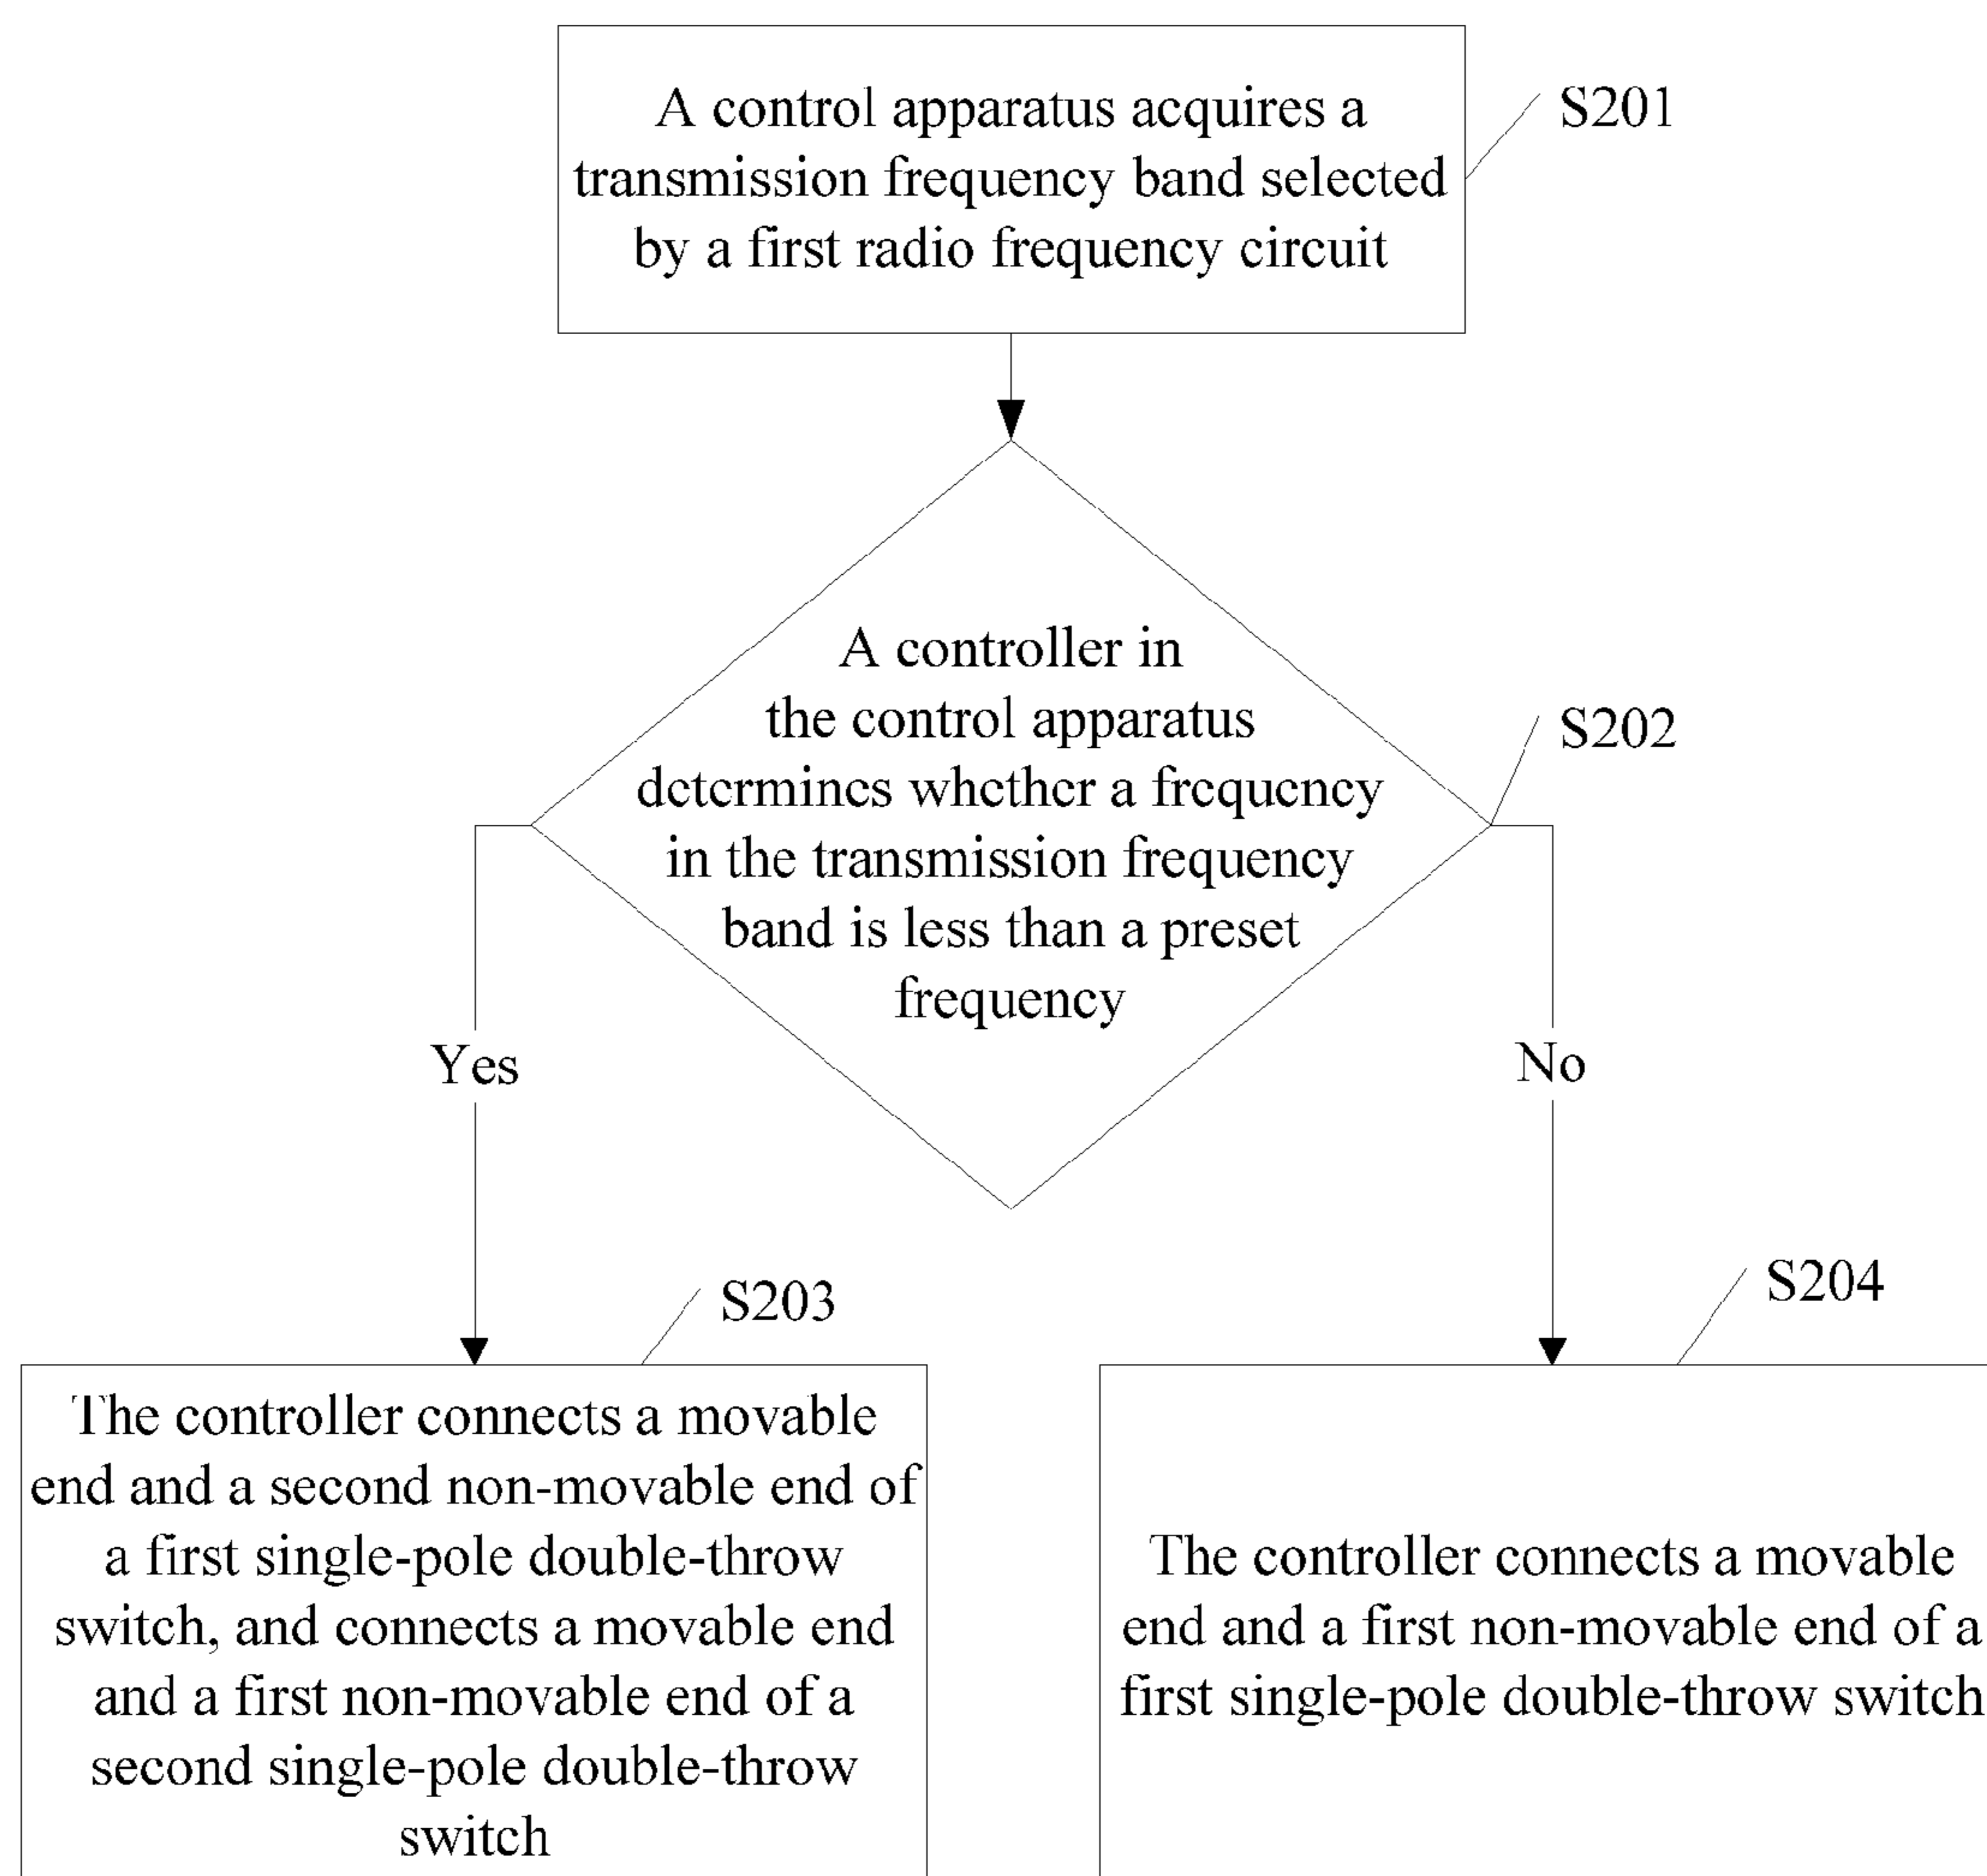 A control apparatus acquires a
transmission frequency band selected
by a first radio frequency circuit
S201
A controller in
the control apparatus
determines whether a frequency
in the transmission frequency
band is less than a preset
frequency
S202
Yes
No
S203
The controller connects a movable
end and a second non-movable end of
a first single-pole double-throw
switch, and connects a movable end
and a first non-movable end of a
second single-pole double-throw
switch
S204
The controller connects a movable
end and a first non-movable end of a
first single-pole double-throw switch